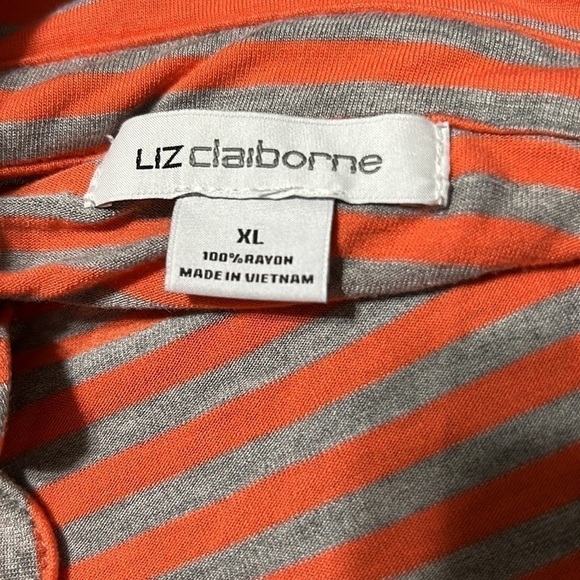 LIZ claiborne
XL
100% RAYON
MADE IN VIETNAM